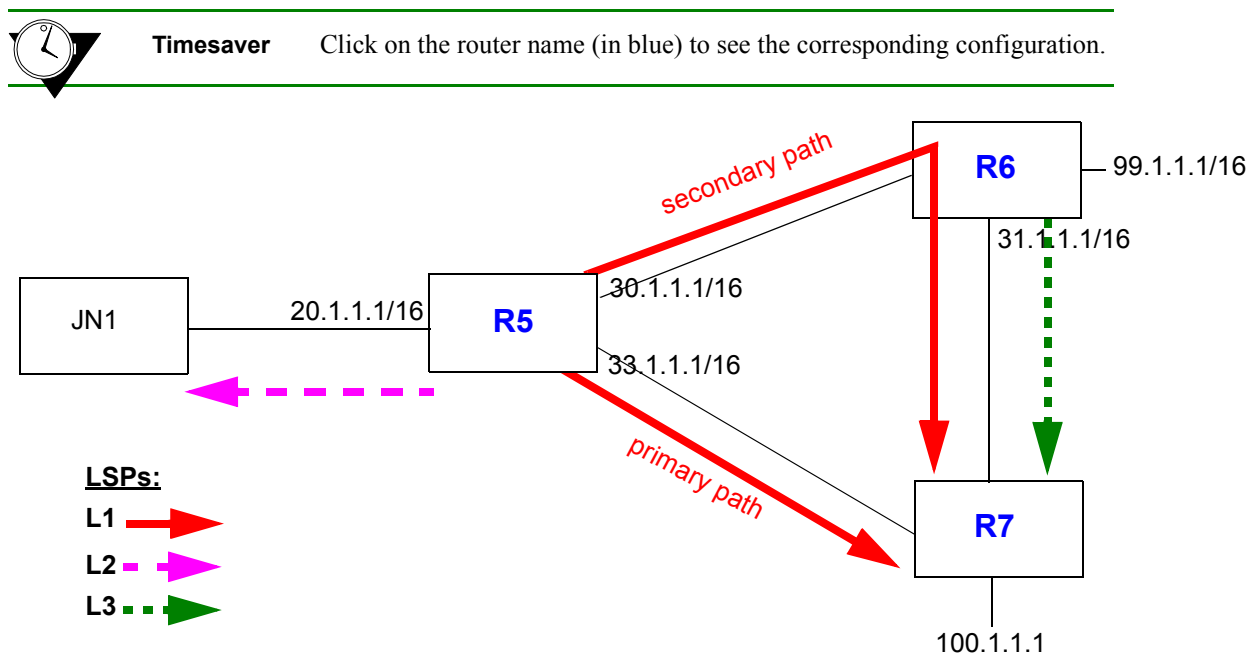 Timesaver Click on the router name (in blue) to see the corresponding configuration.
secondary path
R6
99.1.1.1/16
31.1.1.1/16
JN1
20.1.1.1/16
R5
30.1.1.1/16
33.1.1.1/16
primary path
LSPs:
L1
L2
L3
R7
100.1.1.1